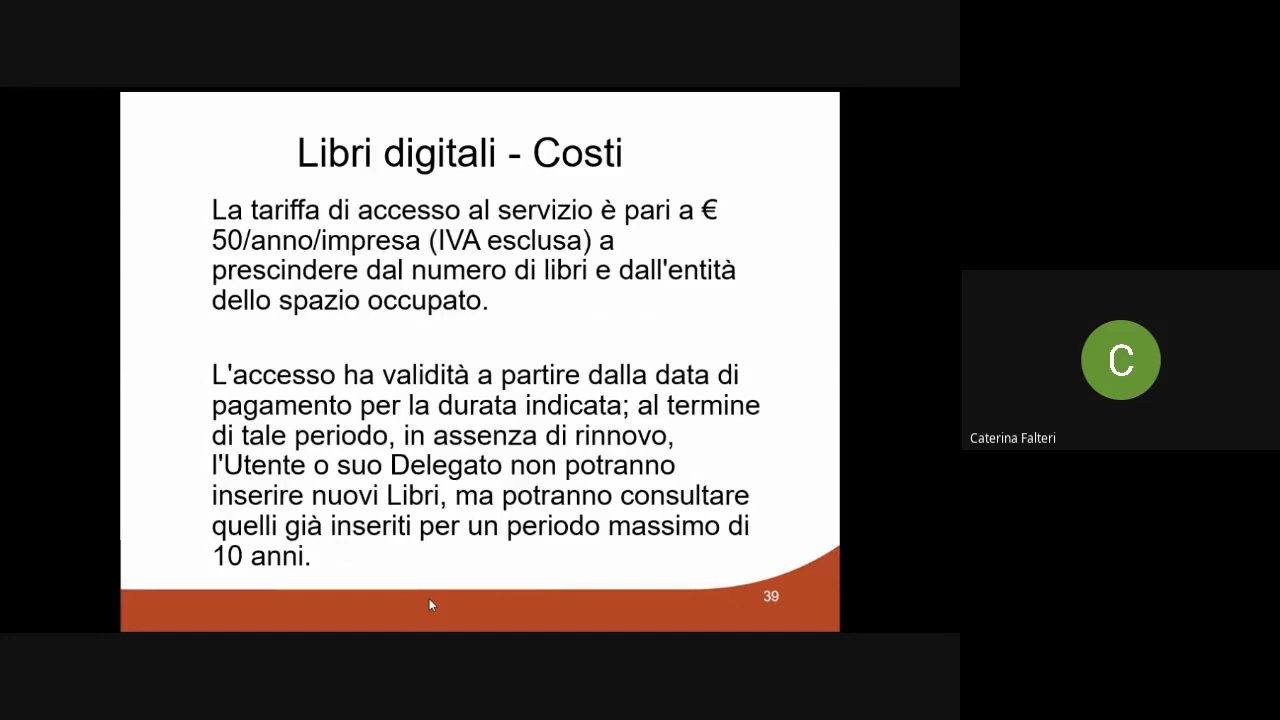 Libri digitali - Costi
La tariffa di accesso al servizio è pari a €
50/anno/impresa (IVA esclusa) a
prescindere dal numero di libri e dall'entità
dello spazio occupato.
L'accesso ha validità a partire dalla data di
pagamento per la durata indicata; al termine
di tale periodo, in assenza di rinnovo,
l'Utente o suo Delegato non potranno
inserire nuovi Libri, ma potranno consultare
quelli già inseriti per un periodo massimo di
10 anni.
39
C
Caterina Falteri